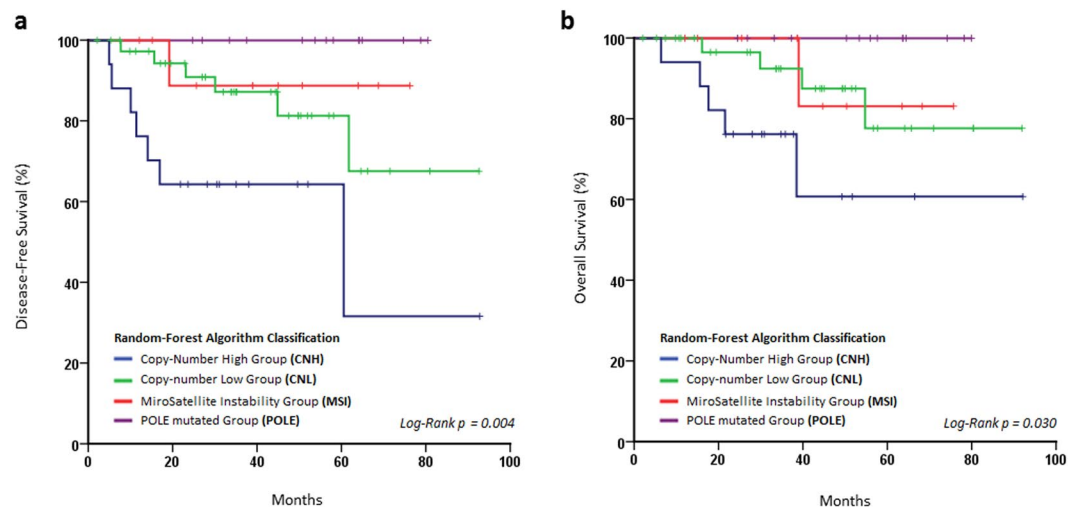 a
100
80
60
40
20
0
0 20 40 60 80 100
Disease-Free Suvival (%)
Months
Random-Forest Algorithm Classification
Copy-Number High Group (CNH)
Copy-number Low Group (CNL)
MiroSatellite Instability Group (MSI)
POLE mutated Group (POLE)
Log-Rank p = 0.004
b
100
80
60
40
20
0
0 20 40 60 80 100
Overall Survival (%)
Months
Random-Forest Algorithm Classification
Copy-Number High Group (CNH)
Copy-number Low Group (CNL)
MiroSatellite Instability Group (MSI)
POLE mutated Group (POLE)
Log-Rank p = 0.030